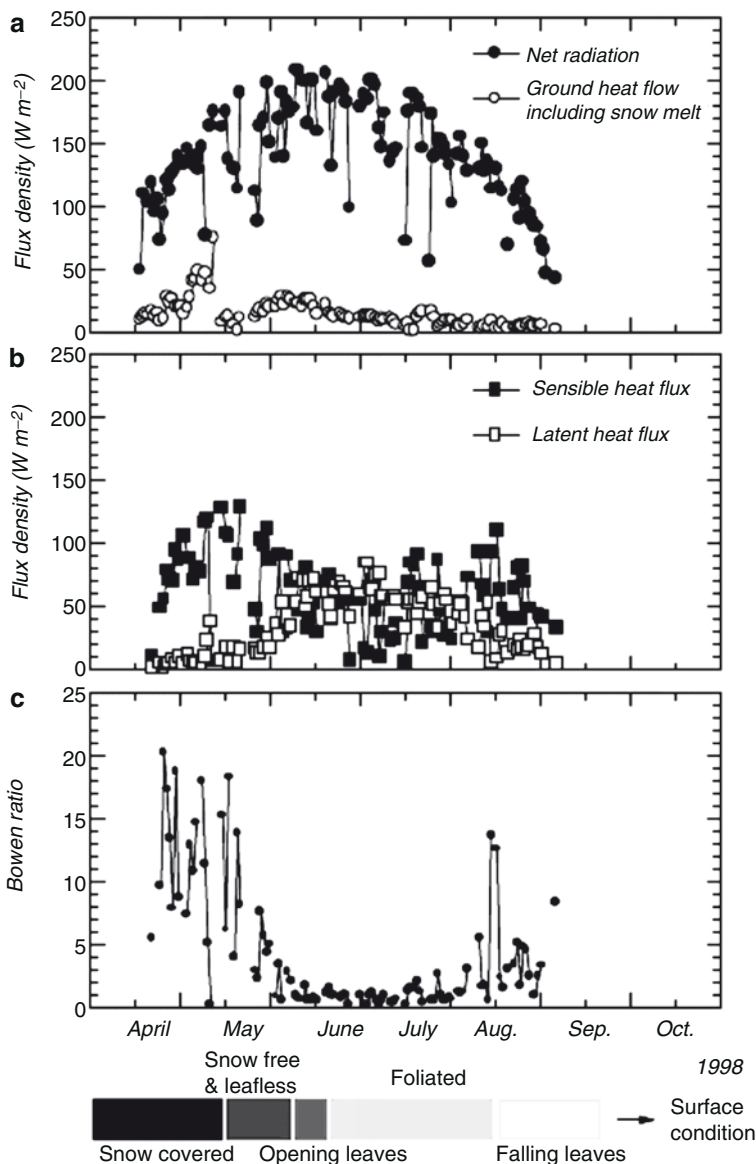 a
250
200
150
100
50
0
Flux density (W m⁻²)
Net radiation
Ground heat flow
including snow melt
b
250
200
150
100
50
0
Flux density (W m⁻²)
Sensible heat flux
Latent heat flux
c
25
20
15
10
5
0
Bowen ratio
April May June July Aug. Sep. Oct.
1998
Snow free
& leafless
Foliated
Surface
condition
Snow covered
Opening leaves
Falling leaves